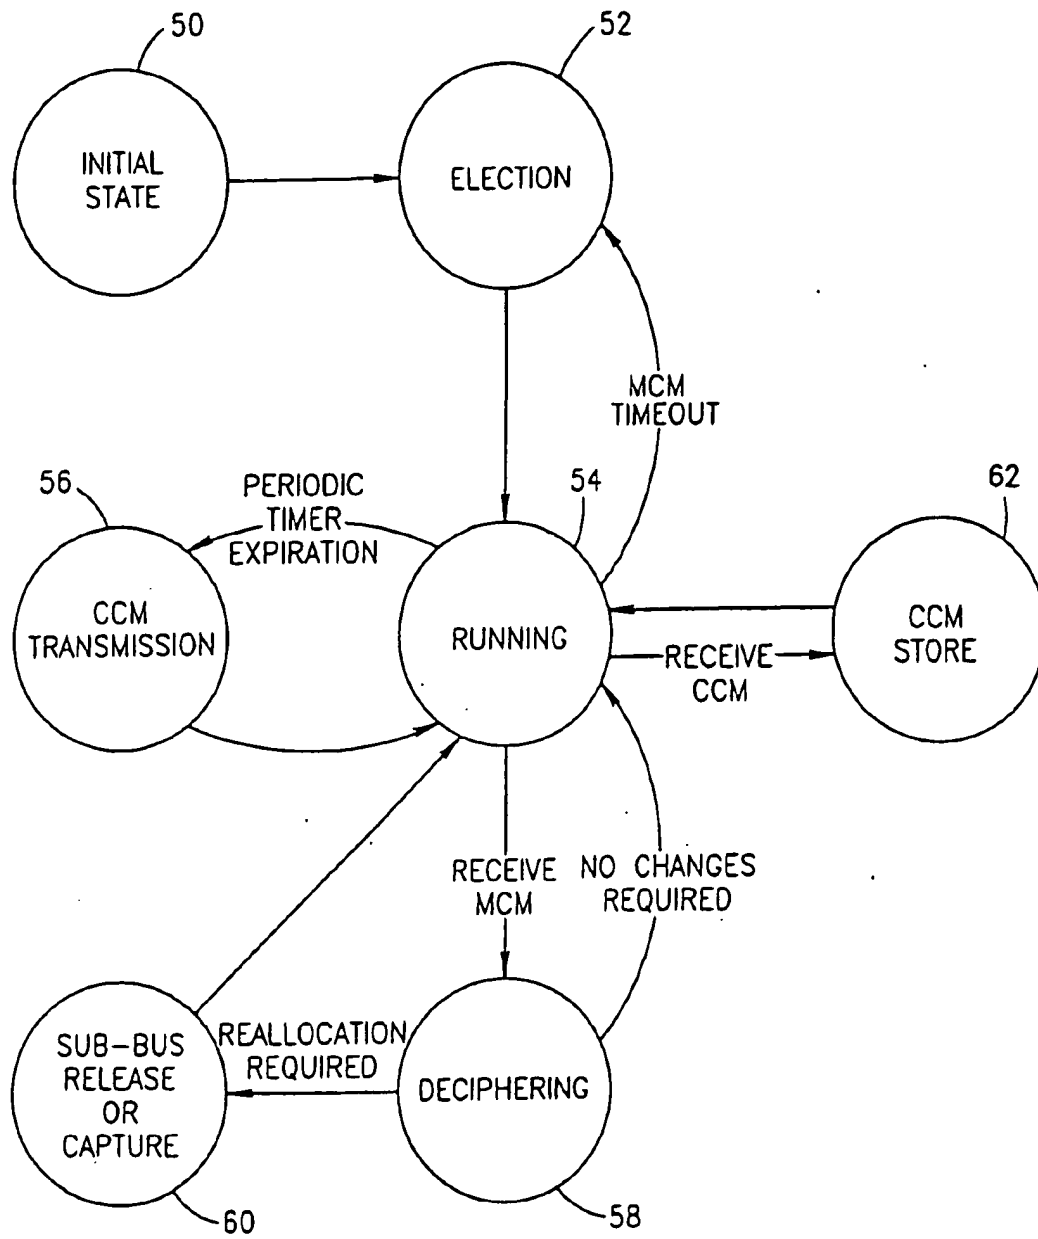 50
52
INITIAL
STATE
ELECTION
MCM
TIMEOUT
56
PERIODIC
TIMER
EXPIRATION
54
62
CCM
TRANSMISSION
RUNNING
CCM
STORE
RECEIVE
CCM
RECEIVE
MCM
NO CHANGES
REQUIRED
SUB-BUS
RELEASE
OR
CAPTURE
REALLOCATION
REQUIRED
DECIPHERING
60
58